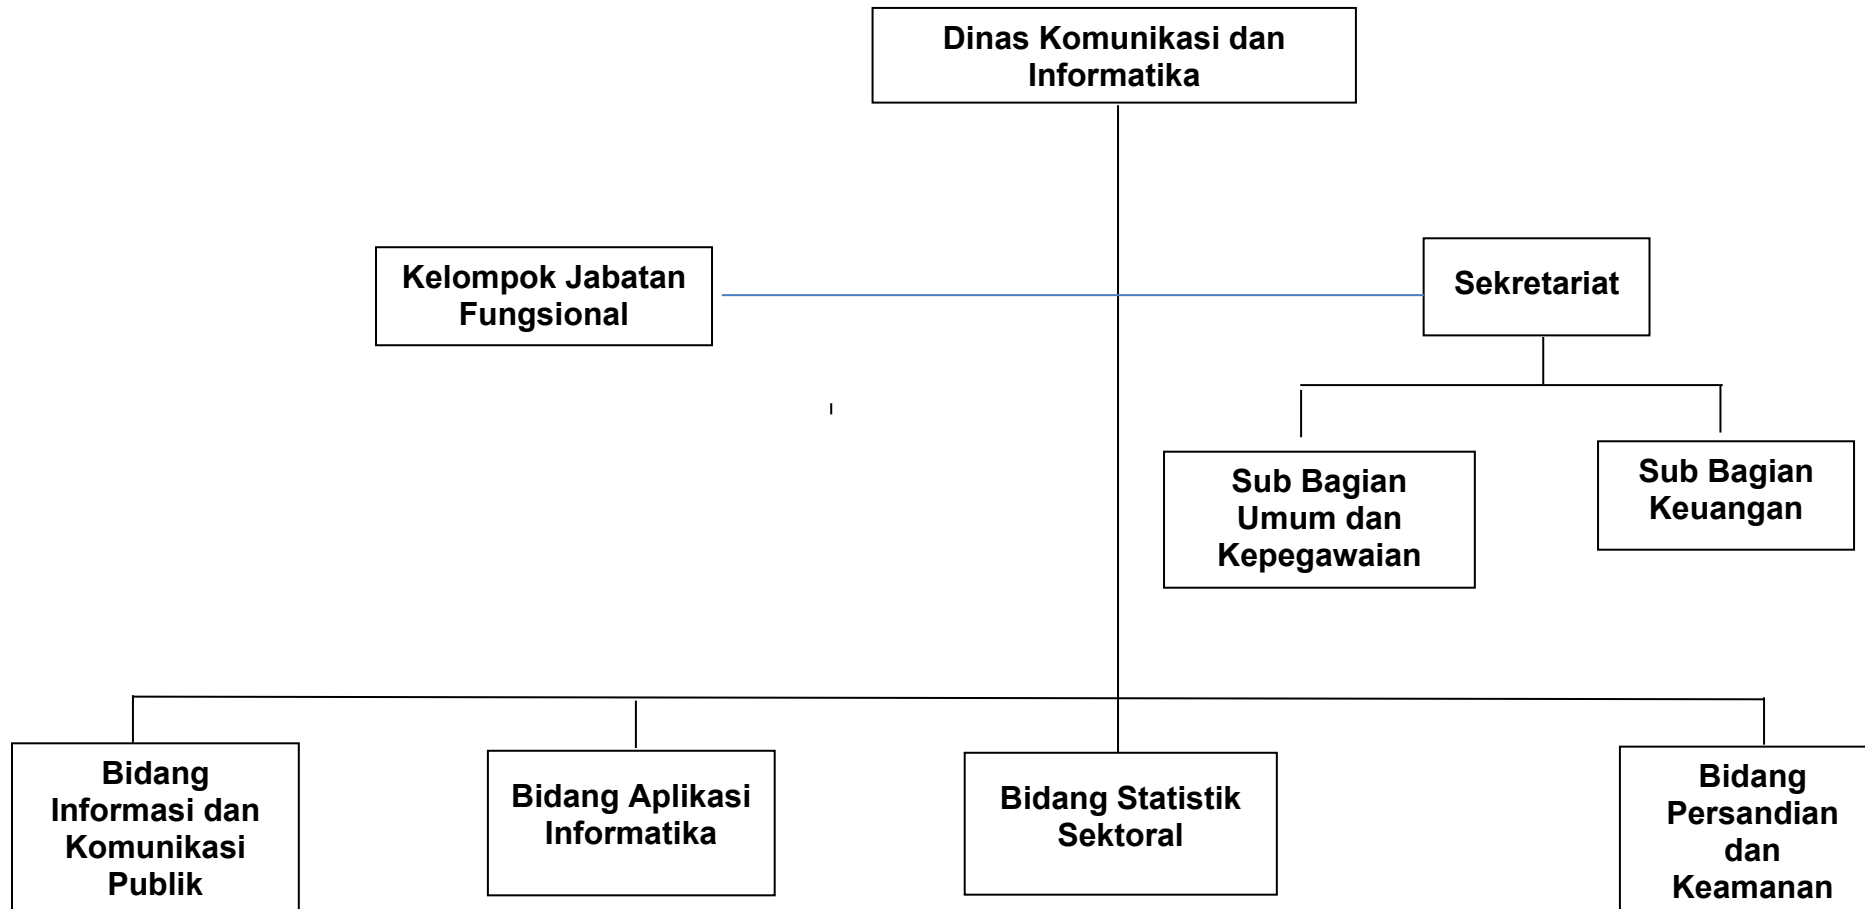 Dinas Komunikasi dan
Informatika
Kelompok Jabatan
Fungsional
Sekretariat
Sub Bagian
Umum dan
Kepegawaian
Sub Bagian
Keuangan
Bidang
Informasi dan
Komunikasi
Publik
Bidang Aplikasi
Informatika
Bidang Statistik
Sektoral
Bidang
Persandian
dan
Keamanan